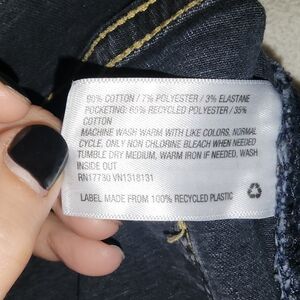 90% COTTON / 7% POLYESTER / 3% ELASTANE
POCKETING: 65% RECYCLED POLYESTER / 35%
COTTON
MACHINE WASH WARM WITH LIKE COLORS, NORMAL
CYCLE, ONLY NON CHLORINE BLEACH WHEN NEEDED
TUMBLE DRY MEDIUM, WARM IRON IF NEEDED, WASH
INSIDE OUT
RN17730 VN1318131
LABEL MADE FROM 100% RECYCLED PLASTIC